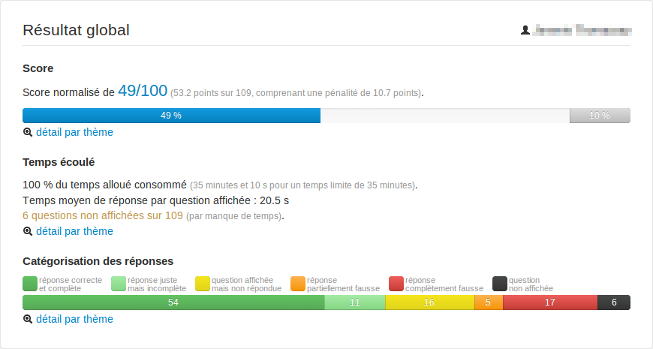 Résultat global
Score
Score normalisé de 49/100 (53.2 points sur 109, comprenant une pénalité de 10.7 points).
49 % 10 %
détail par thème
Temps écoulé
100 % du temps alloué consommé (35 minutes et 10 s pour un temps limite de 35 minutes).
Temps moyen de réponse par question affichée : 20.5 s
6 questions non affichées sur 109 (par manque de temps).
détail par thème
Catégorisation des réponses
réponse correcte et complète
réponse juste mais incomplète
question affichée mais non répondue
réponse partiellement fausse
réponse complètement fausse
question non affichée
54 11 16 5 17 6
détail par thème